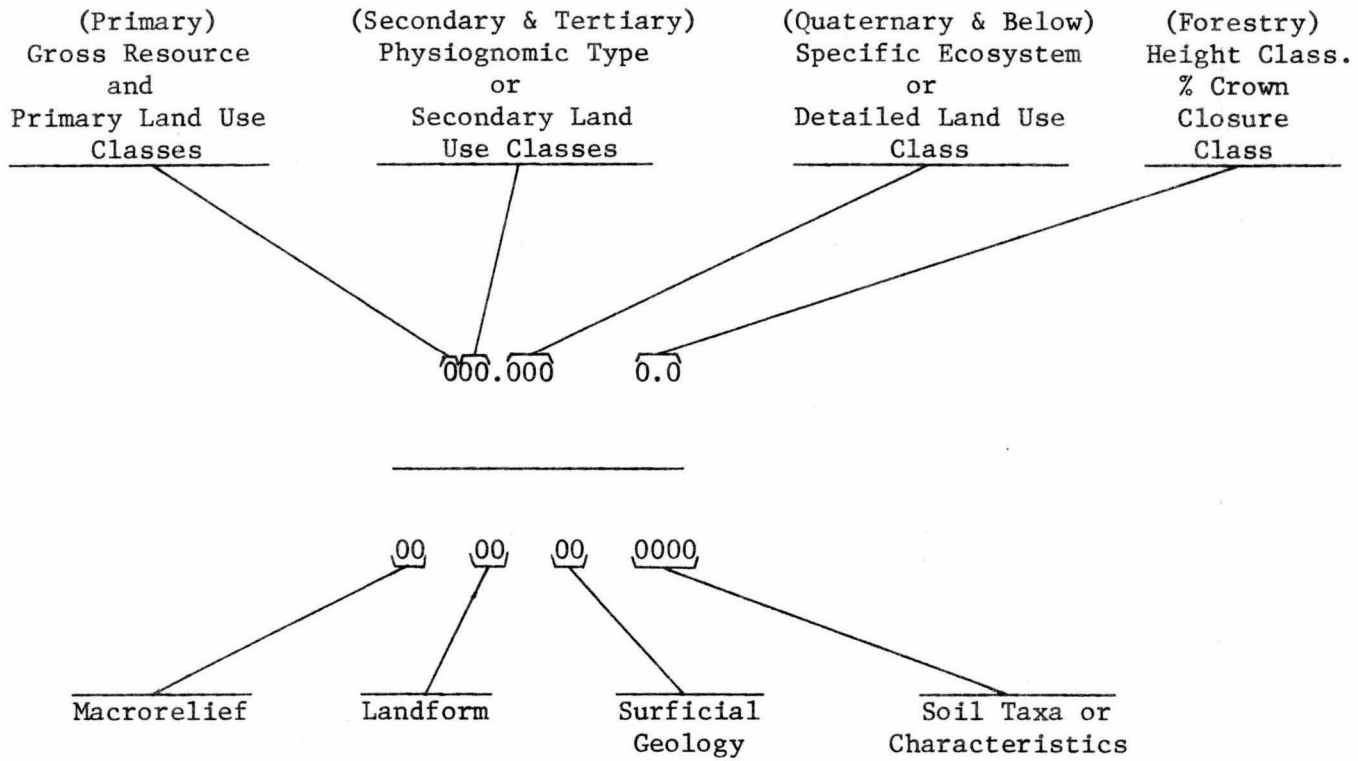 (Primary)
Gross Resource
and
Primary Land Use
Classes
(Secondary & Tertiary)
Physiognomic Type
or
Secondary Land
Use Classes
(Quaternary & Below)
Specific Ecosystem
or
Detailed Land Use
Class
(Forestry)
Height Class.
% Crown
Closure
Class
000.000 0.0
00 00 00 0000
Macrorelief
Landform
Surficial
Geology
Soil Taxa or
Characteristics